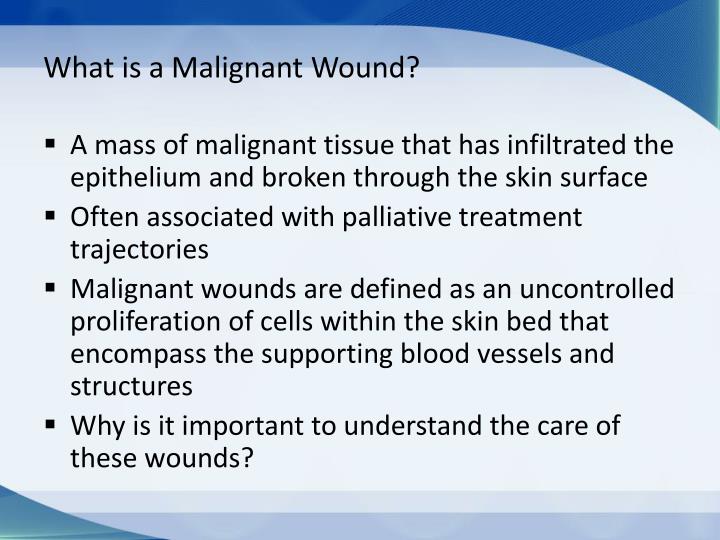 What is a Malignant Wound?
▪ A mass of malignant tissue that has infiltrated the
epithelium and broken through the skin surface
▪ Often associated with palliative treatment
trajectories
▪ Malignant wounds are defined as an uncontrolled
proliferation of cells within the skin bed that
encompass the supporting blood vessels and
structures
▪ Why is it important to understand the care of
these wounds?